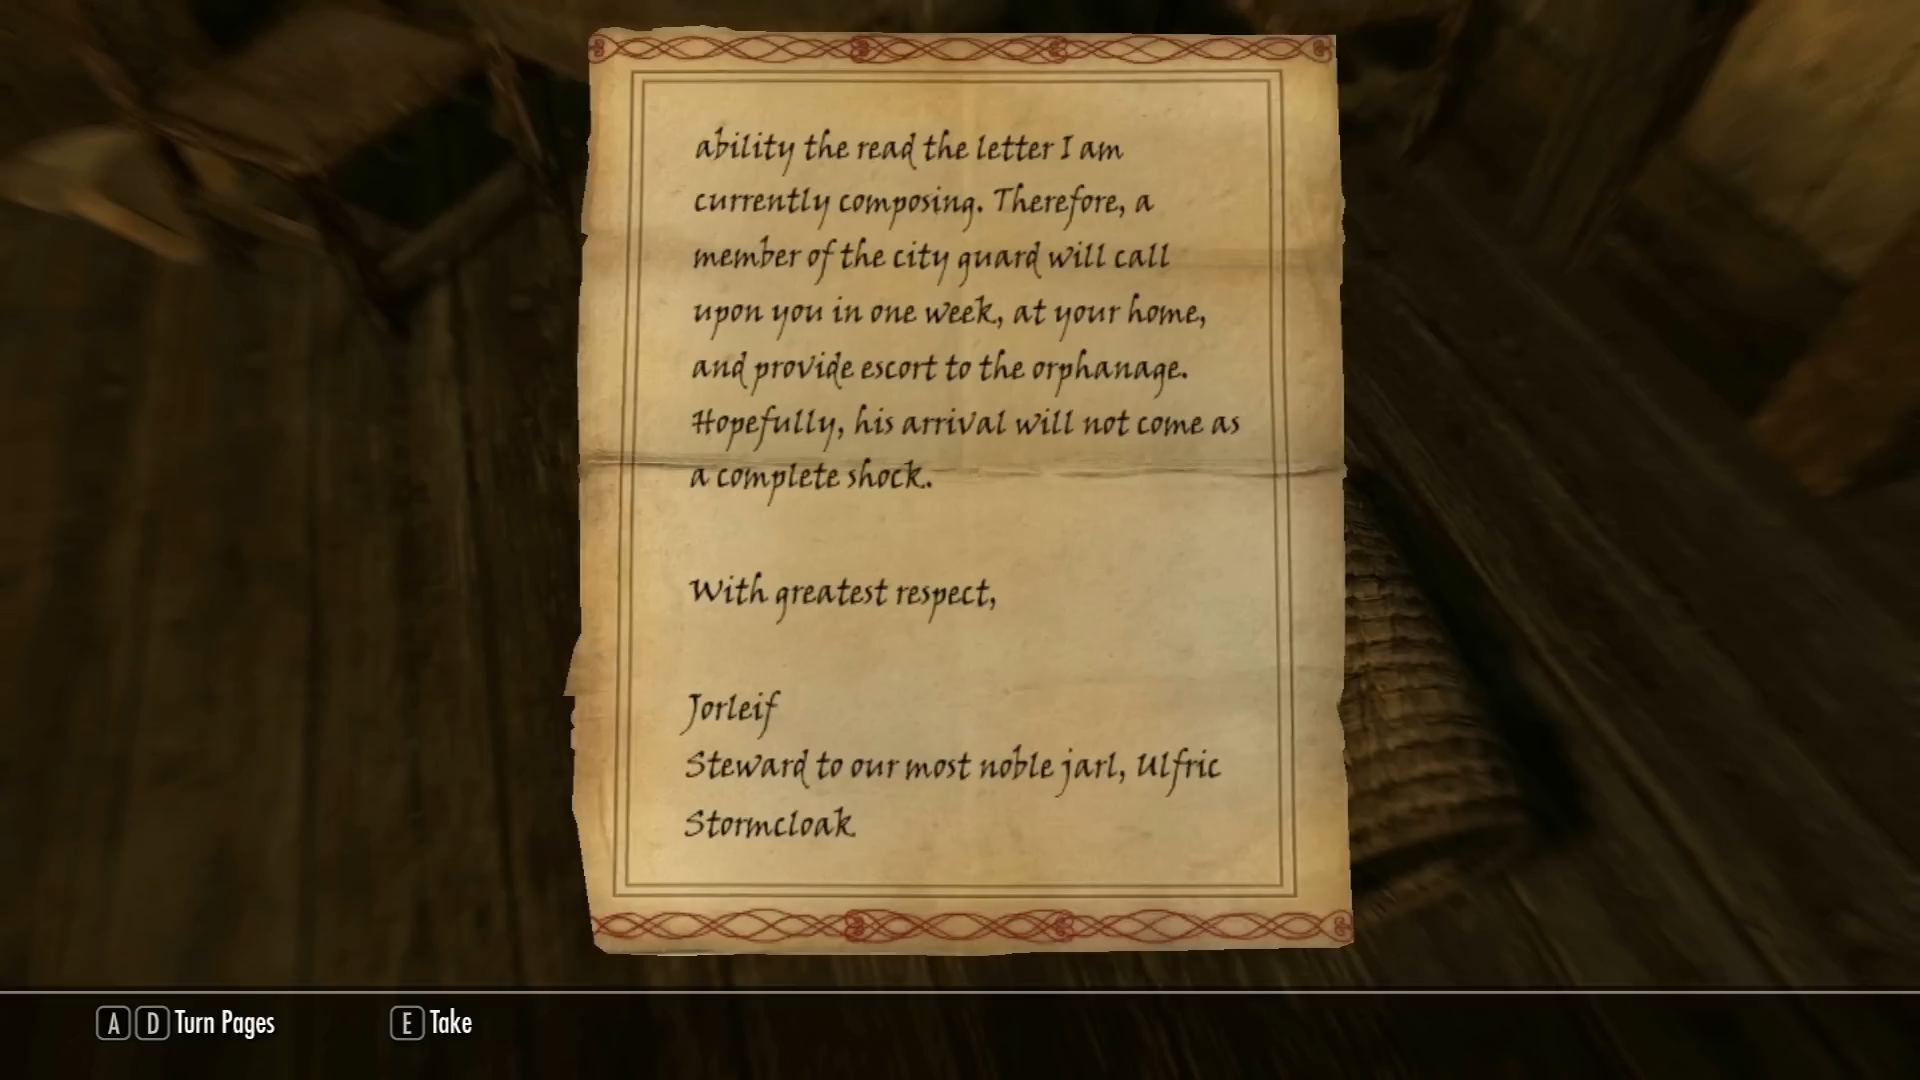 ability the read the letter I am
currently composing. Therefore, a
member of the city guard will call
upon you in one week, at your home,
and provide escort to the orphanage.
Hopefully, his arrival will not come as
a complete shock.
With greatest respect,
Jorleif
Steward to our most noble jarl, Ulfric
Stormcloak
A D Turn Pages
E Take